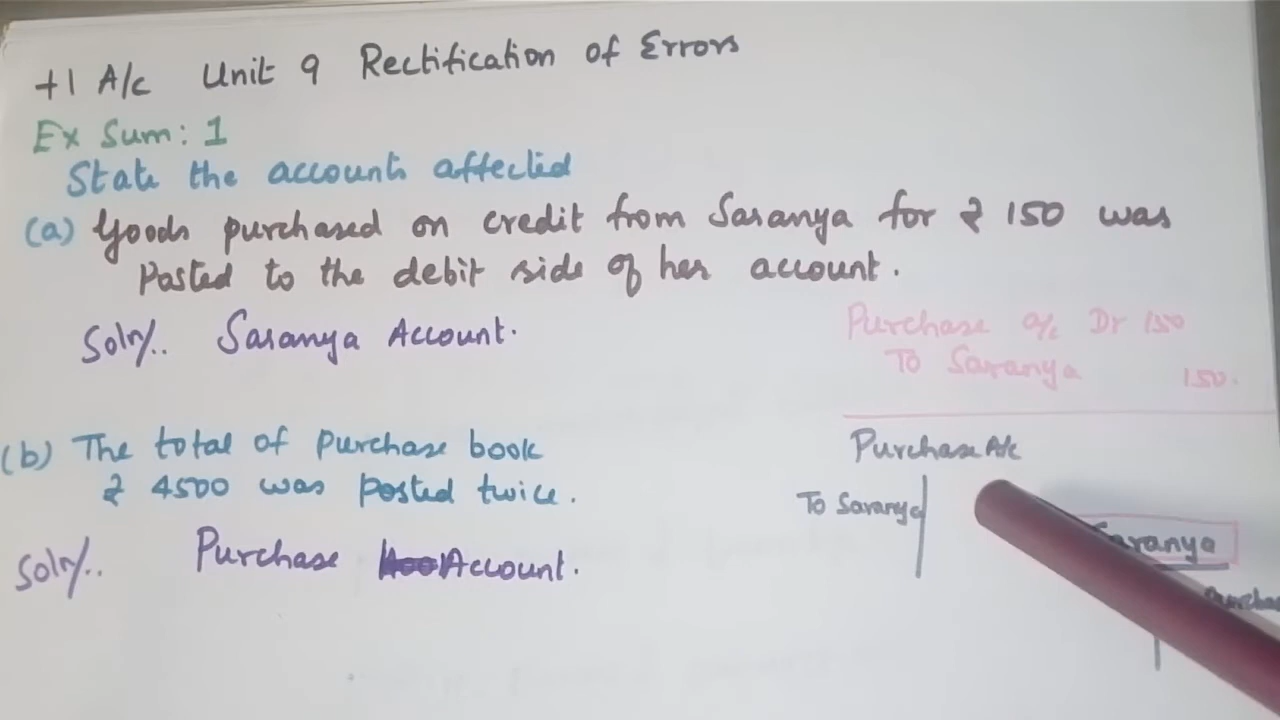 +1 A/c Unit 9 Rectification of Errors
Ex Sum: 1
State the accounts affected
(a) Goods purchased on credit from Saranya for ₹ 150 was
Posted to the debit side of her account.
Soln/.. Saranya Account.
Purchase a/c Dr 150
To Saranya 150.
(b) The total of purchase book
₹ 4500 was posted twice.
Soln/.. Purchase Account.
Purchase A/c
To Saranya
Saranya